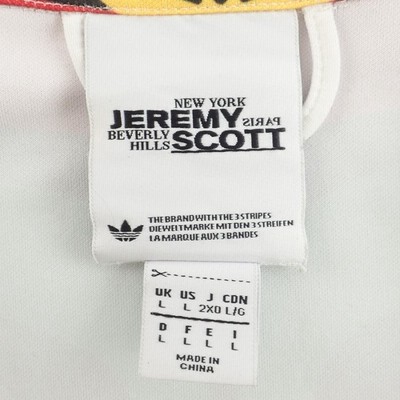 NEW YORK
JEREMY PARIS
BEVERLY HILLS SCOTT
THE BRAND WITH THE 3 STRIPES
DIE WELTMARKE MIT DEN 3 STREIFEN
LA MARQUE AUX 3 BANDES
UK US J CDN
L L 2XO L/G
D F E I
L L L L
MADE IN
CHINA